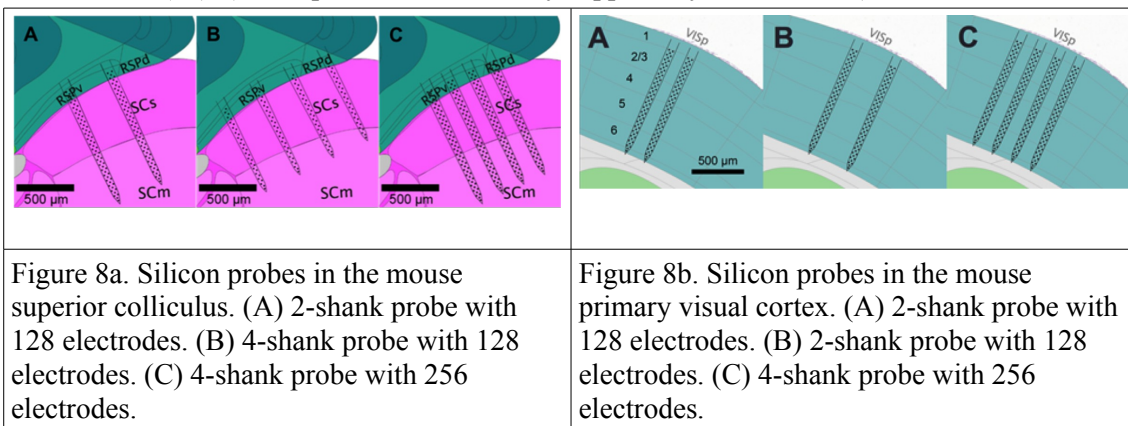 A
B
C
RSPv
RSPd
SCs
SCm
500 µm
RSPv
RSPd
SCs
SCm
500 µm
RSPv
RSPd
SCs
SCm
500 µm
A
B
C
1
2/3
4
5
6
VISp
500 µm
VISp
VISp
Figure 8a. Silicon probes in the mouse
superior colliculus. (A) 2-shank probe with
128 electrodes. (B) 4-shank probe with 128
electrodes. (C) 4-shank probe with 256
electrodes.
Figure 8b. Silicon probes in the mouse
primary visual cortex. (A) 2-shank probe with
128 electrodes. (B) 2-shank probe with 128
electrodes. (C) 4-shank probe with 256
electrodes.